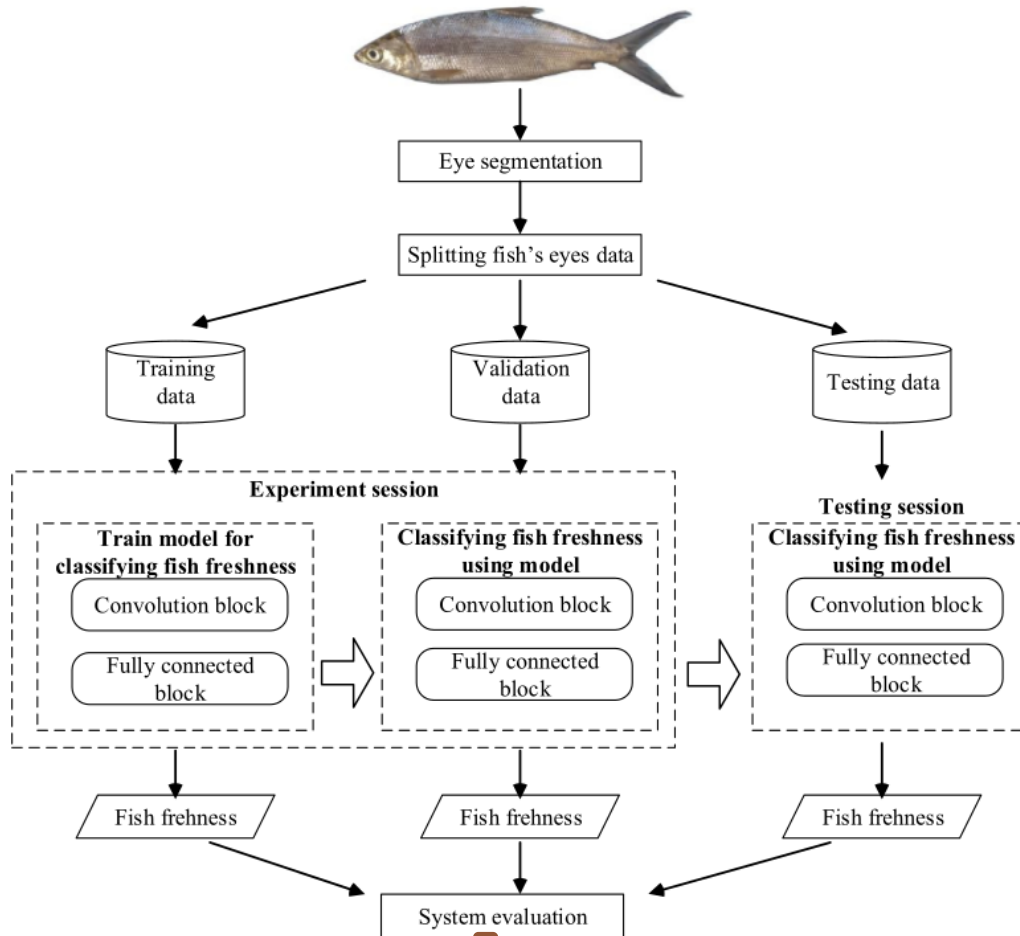 Eye segmentation
Splitting fish's eyes data
Training
data
Validation
data
Testing data
Experiment session
Train model for
classifying fish freshness
Convolution block
Fully connected
block
Classifying fish freshness
using model
Convolution block
Fully connected
block
Testing session
Classifying fish freshness
using model
Convolution block
Fully connected
block
Fish frehness
Fish frehness
Fish frehness
System evaluation